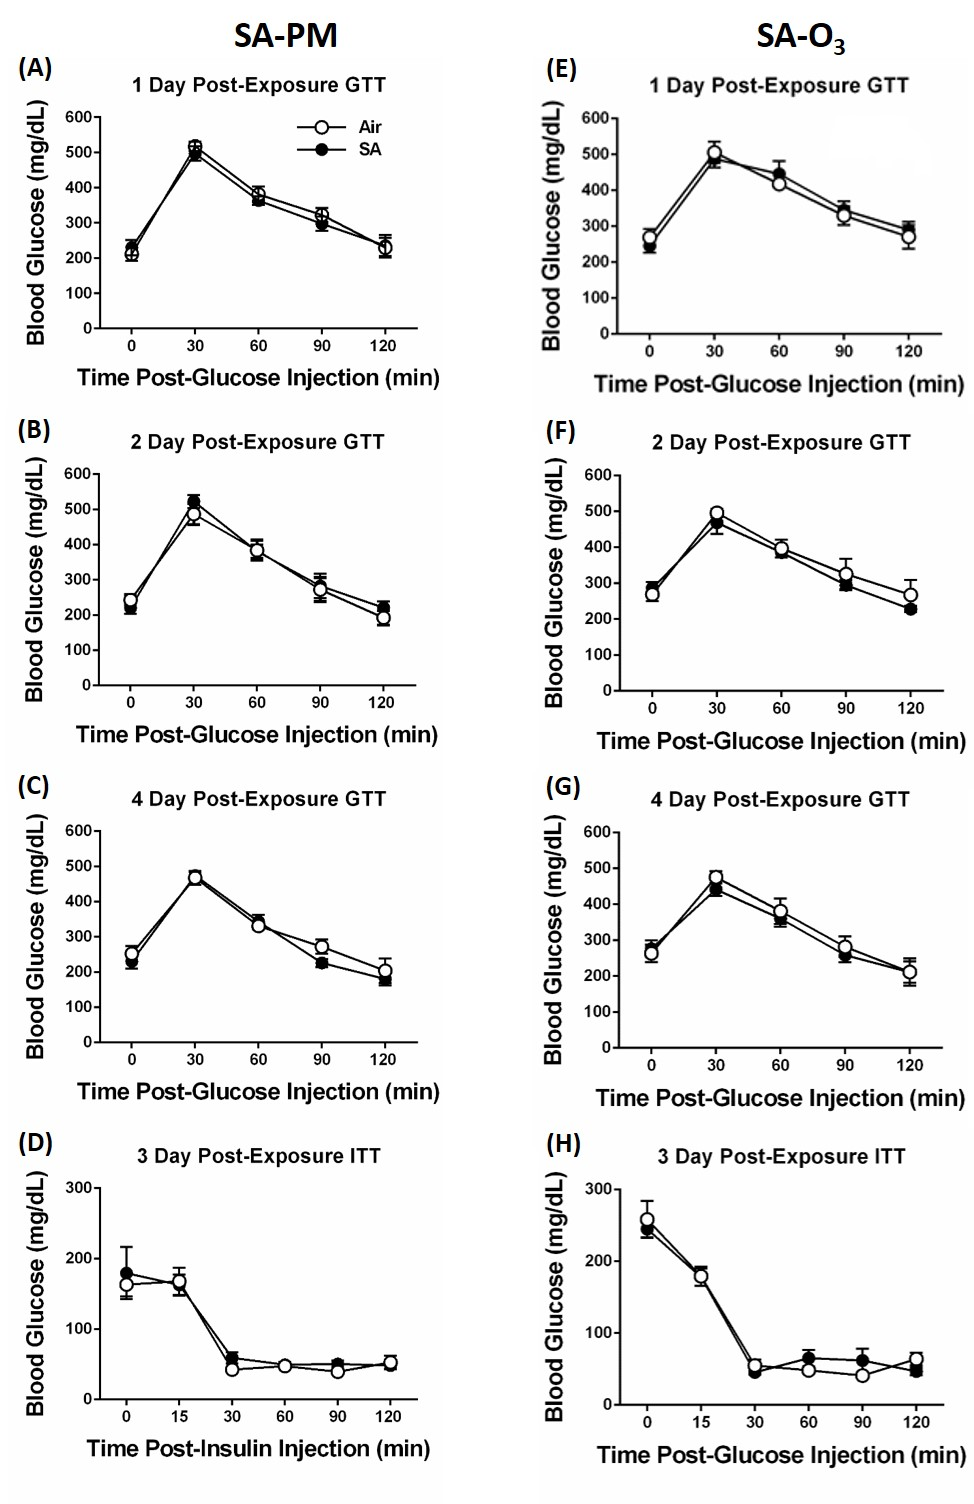 SA-PM
SA-O3
(A)
1 Day Post-Exposure GTT
Blood Glucose (mg/dL)
600
500
400
300
200
100
0
Air
SA
0 30 60 90 120
Time Post-Glucose Injection (min)
(E)
1 Day Post-Exposure GTT
Blood Glucose (mg/dL)
600
500
400
300
200
100
0
0 30 60 90 120
Time Post-Glucose Injection (min)
(B)
2 Day Post-Exposure GTT
Blood Glucose (mg/dL)
600
500
400
300
200
100
0
0 30 60 90 120
Time Post-Glucose Injection (min)
(F)
2 Day Post-Exposure GTT
Blood Glucose (mg/dL)
600
500
400
300
200
100
0
0 30 60 90 120
Time Post-Glucose Injection (min)
(C)
4 Day Post-Exposure GTT
Blood Glucose (mg/dL)
600
500
400
300
200
100
0
0 30 60 90 120
Time Post-Glucose Injection (min)
(G)
4 Day Post-Exposure GTT
Blood Glucose (mg/dL)
600
500
400
300
200
100
0
0 30 60 90 120
Time Post-Glucose Injection (min)
(D)
3 Day Post-Exposure ITT
Blood Glucose (mg/dL)
300
200
100
0
0 15 30 60 90 120
Time Post-Insulin Injection (min)
(H)
3 Day Post-Exposure ITT
Blood Glucose (mg/dL)
300
200
100
0
0 15 30 60 90 120
Time Post-Glucose Injection (min)